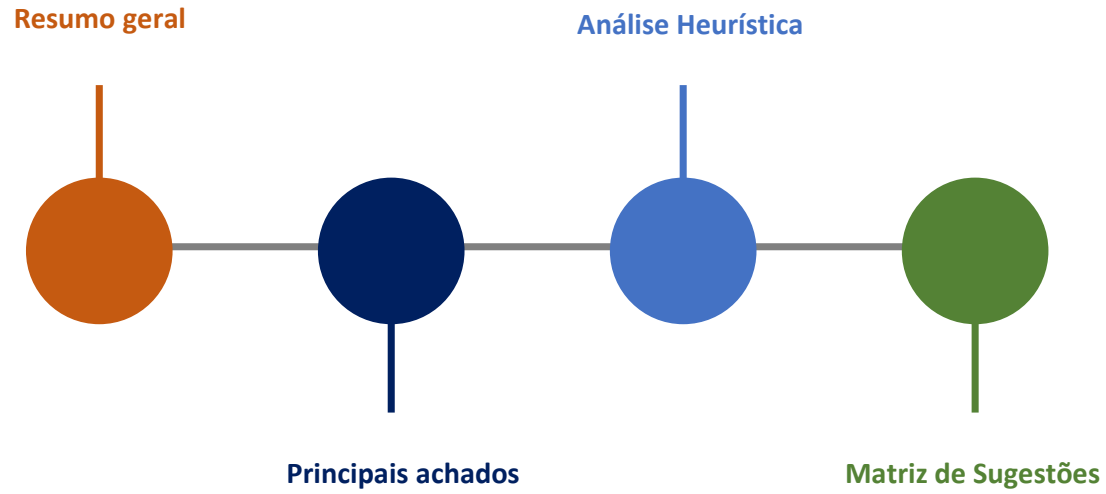 Resumo geral
Análise Heurística
Principais achados
Matriz de Sugestões